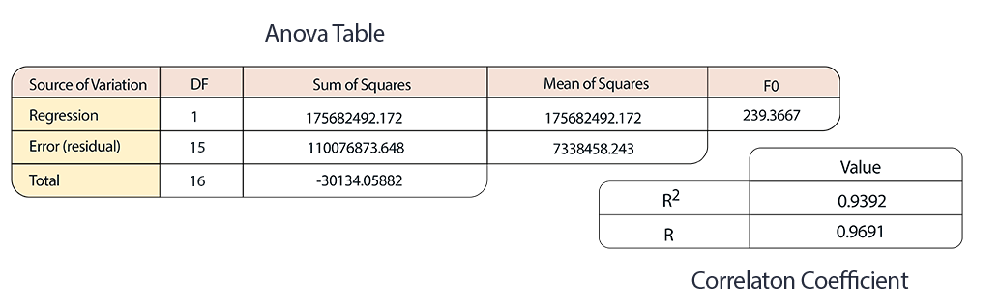 Anova Table
Source of Variation DF Sum of Squares Mean of Squares F0
Regression 1 175682492.172 175682492.172 239.3667
Error (residual) 15 110076873.648 7338458.243
Total 16 -30134.05882
Value
R² 0.9392
R 0.9691
Correlaton Coefficient